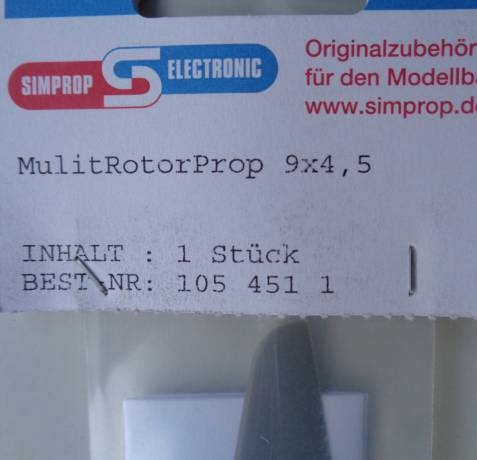 SIMPROP ELECTRONIC
Originalzubehör
für den Modellba
www.simprop.de
MulitRotorProp 9x4,5
INHALT : 1 Stück
BEST-NR: 105 451 1